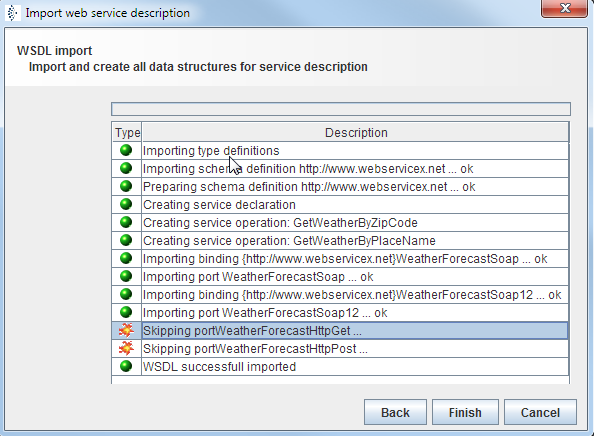 Import web service description
WSDL import
Import and create all data structures for service description
Type Description
Importing type definitions
Importing schema definition http://www.webservicex.net ... ok
Preparing schema definition http://www.webservicex.net ... ok
Creating service declaration
Creating service operation: GetWeatherByZipCode
Creating service operation: GetWeatherByPlaceName
Importing binding {http://www.webservicex.net}WeatherForecastSoap ... ok
Importing port WeatherForecastSoap ... ok
Importing binding {http://www.webservicex.net}WeatherForecastSoap12 ... ok
Importing port WeatherForecastSoap12 ... ok
Skipping portWeatherForecastHttpGet ...
Skipping portWeatherForecastHttpPost ...
WSDL successfull imported
Back Finish Cancel